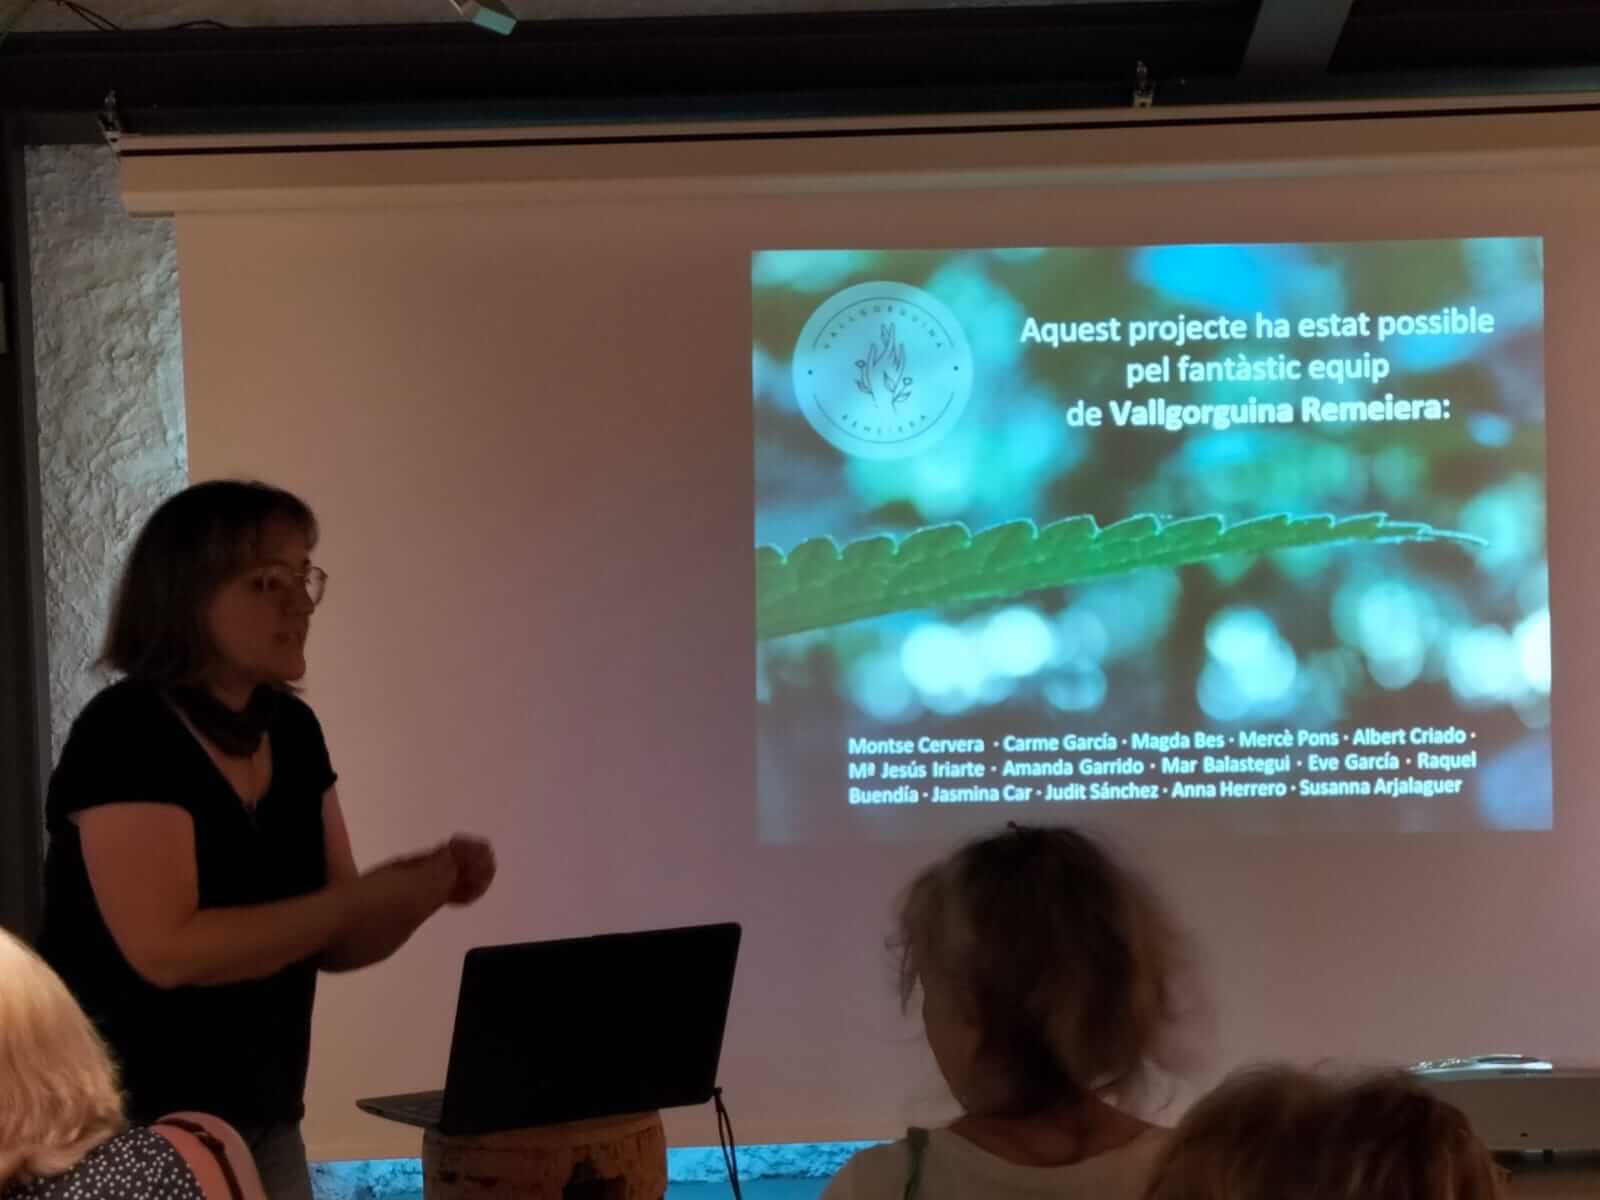 VALLGORGUINA
REMEIERA
Aquest projecte ha estat possible
pel fantàstic equip
de Vallgorguina Remeiera:
Montse Cervera · Carme García · Magda Bes · Mercè Pons · Albert Criado ·
Mª Jesús Iriarte · Amanda Garrido · Mar Balastegui · Eve García · Raquel
Buendía · Jasmina Car · Judit Sánchez · Anna Herrero · Susanna Arjalaguer